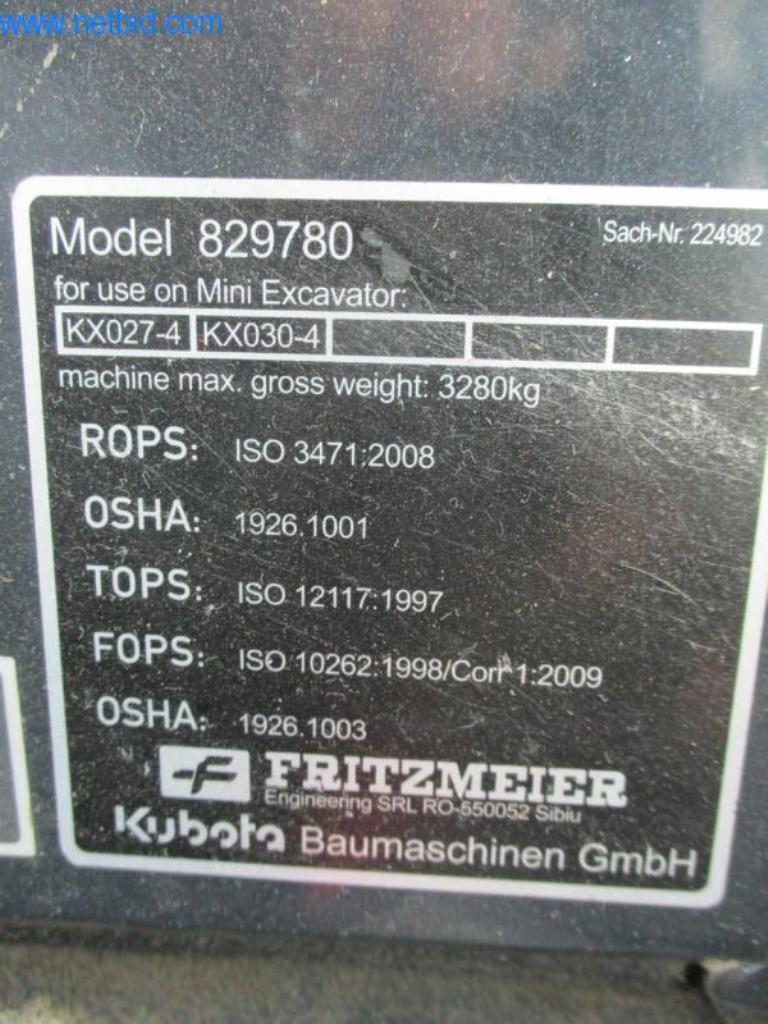 www.netbid.com
Model 829780
Sach-Nr. 224982
for use on Mini Excavator:
KX027-4 KX030-4
machine max. gross weight: 3280kg
ROPS: ISO 3471:2008
OSHA: 1926.1001
TOPS: ISO 12117:1997
FOPS: ISO 10262:1998/Corr 1:2009
OSHA: 1926.1003
FRITZMEIER
Engineering SRL RO-550052 Sibiu
Kubota Baumaschinen GmbH